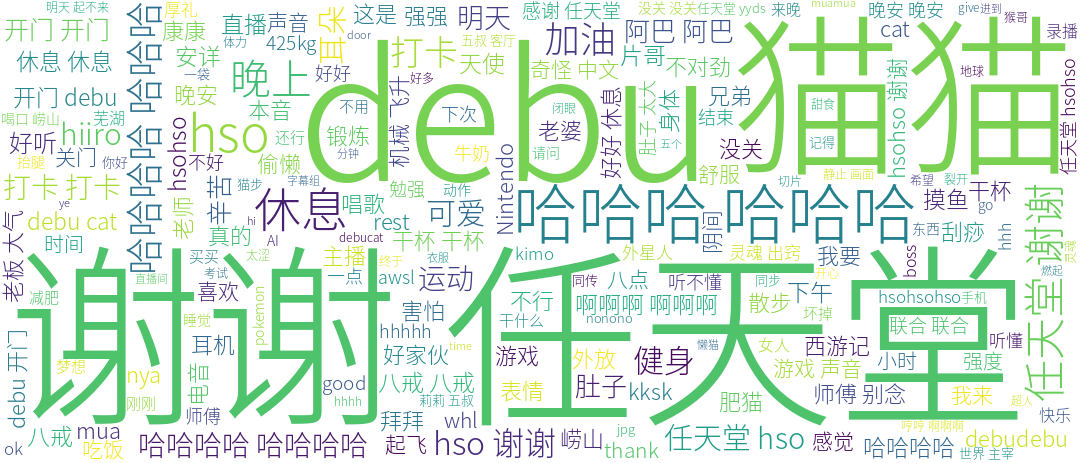 明天 起不来
厚礼
开门 开门
康康
休息 休息
安详
一袋
开门 debu
晚安
芜湖
喝口 崂山
hiiro
好听
抬腿
关门
你好
打卡 打卡
ye
debu cat
时间
老板 大气
哈哈哈 哈哈哈
直播
声音
425kg
体力
耳朵
door
这是
强强
五叔 客厅
打卡
天使
好好
好多
明天
感谢 任天堂
加油
奇怪 中文
没关 没关
任天堂 yyds
阿巴 阿巴
片哥
来晚
muamua
不对劲
晚安 晚安
cat
give
进到
猴哥
录播
地球
晚上
本音
hso
hsohso
不好
还行
偷懒
猫步
字幕组
分钟
锻炼
不用
机械 飞升
下次
牛奶
请问
闭眼
老婆
好好 休息
肚子 太大
身体
兄弟
结束
五个
没关
舒服
debu
猫猫
甜食
记得
静止 画面
hsohso 谢谢
任天堂 hsohso
希望
裂开
切片
摸鱼
干杯
go
老师
辛苦
真的
休息
hi
AI
debucat
唱歌
勉强
rest
动作
可爱
Nintendo
哈哈哈 哈哈哈
阴间
东西
刮痧
hhh
谢谢
买买
考试
太涩
主播
一点
终于
衣服
干杯 干杯
awsl
运动
kimo
外星人
同传
八点
灵魂 出窍
听不懂
同步
我要
开心
boss
燃起
灵魂
减肥
直播间
喜欢
pokemon
害怕
hhhhh
干什么
不行
nonono
啊啊啊 啊啊啊
散步
下午
坏掉
hsohsohso
手机
联合 联合
听懂
谢谢
任天堂
任天堂
debu 开门
梦想
睡觉
耳机
nya
刚刚
电音
师傅
good
hhhh
好家伙
time
八戒 八戒
莉莉 五叔
游戏
表情
外放
肚子
健身
kksk
懒猫
女人
游戏 声音
肥猫
西游记
师傅 别念
小时
强度
我来
超人
快乐
ok
八戒
吃饭
mua
哈哈哈哈 哈哈哈哈
拜拜
起飞
whl
hso 谢谢
崂山
jpg
thank
任天堂 hso
感觉
哈哈哈哈
哼哼 啊啊啊
debudebu
世界 主宰